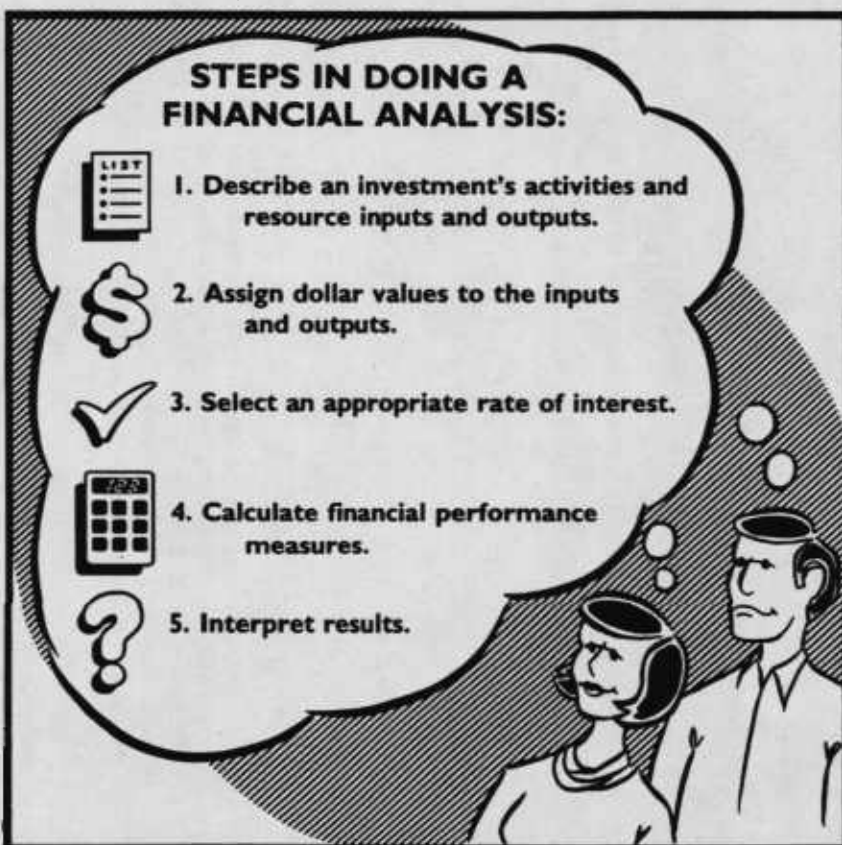 STEPS IN DOING A
FINANCIAL ANALYSIS:
LIST
1. Describe an investment's activities and
resource inputs and outputs.
$
2. Assign dollar values to the inputs
and outputs.
3. Select an appropriate rate of interest.
123
4. Calculate financial performance
measures.
?
5. Interpret results.